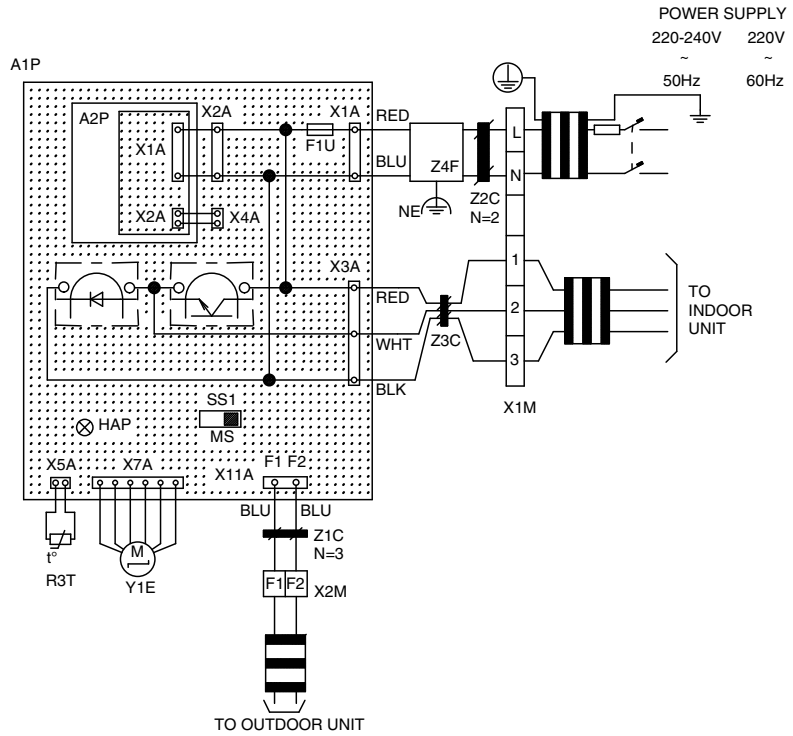 POWER SUPPLY
220-240V 220V
~ ~
50Hz 60Hz
A1P
A2P
X2A
X1A
RED
X1A
F1U
BLU
Z4F
L
N
Z2C
N=2
NE
X2A
X4A
X3A
RED
WHT
Z3C
BLK
1
2
3
X1M
TO
INDOOR
UNIT
SS1
MS
HAP
X5A
X7A
X11A
F1 F2
BLU BLU
Z1C
N=3
t°
R3T
M
Y1E
F1 F2
X2M
TO OUTDOOR UNIT